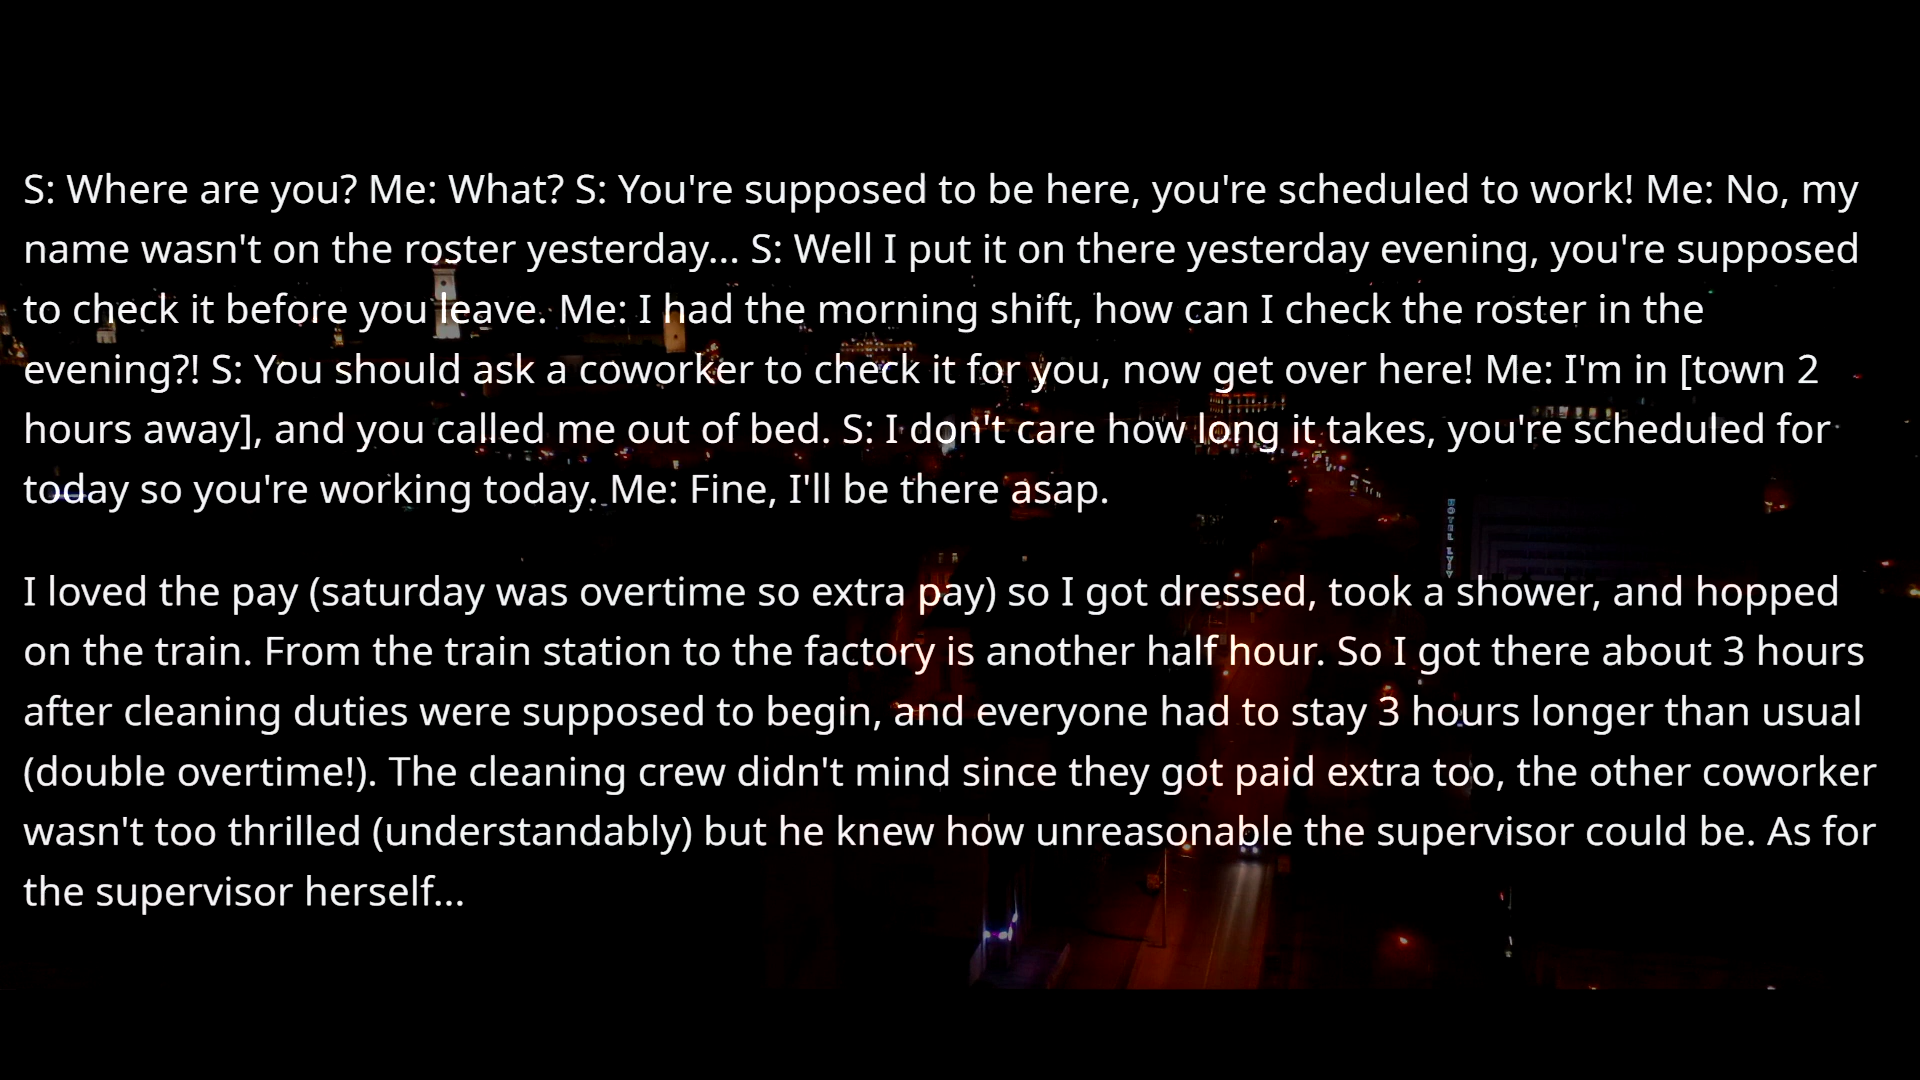 S: Where are you? Me: What? S: You're supposed to be here, you're scheduled to work! Me: No, my
name wasn't on the roster yesterday... S: Well I put it on there yesterday evening, you're supposed
to check it before you leave. Me: I had the morning shift, how can I check the roster in the
evening?! S: You should ask a coworker to check it for you, now get over here! Me: I'm in [town 2
hours away], and you called me out of bed. S: I don't care how long it takes, you're scheduled for
today so you're working today. Me: Fine, I'll be there asap.
I loved the pay (saturday was overtime so extra pay) so I got dressed, took a shower, and hopped
on the train. From the train station to the factory is another half hour. So I got there about 3 hours
after cleaning duties were supposed to begin, and everyone had to stay 3 hours longer than usual
(double overtime!). The cleaning crew didn't mind since they got paid extra too, the other coworker
wasn't too thrilled (understandably) but he knew how unreasonable the supervisor could be. As for
the supervisor herself...
HOTEL LVIV